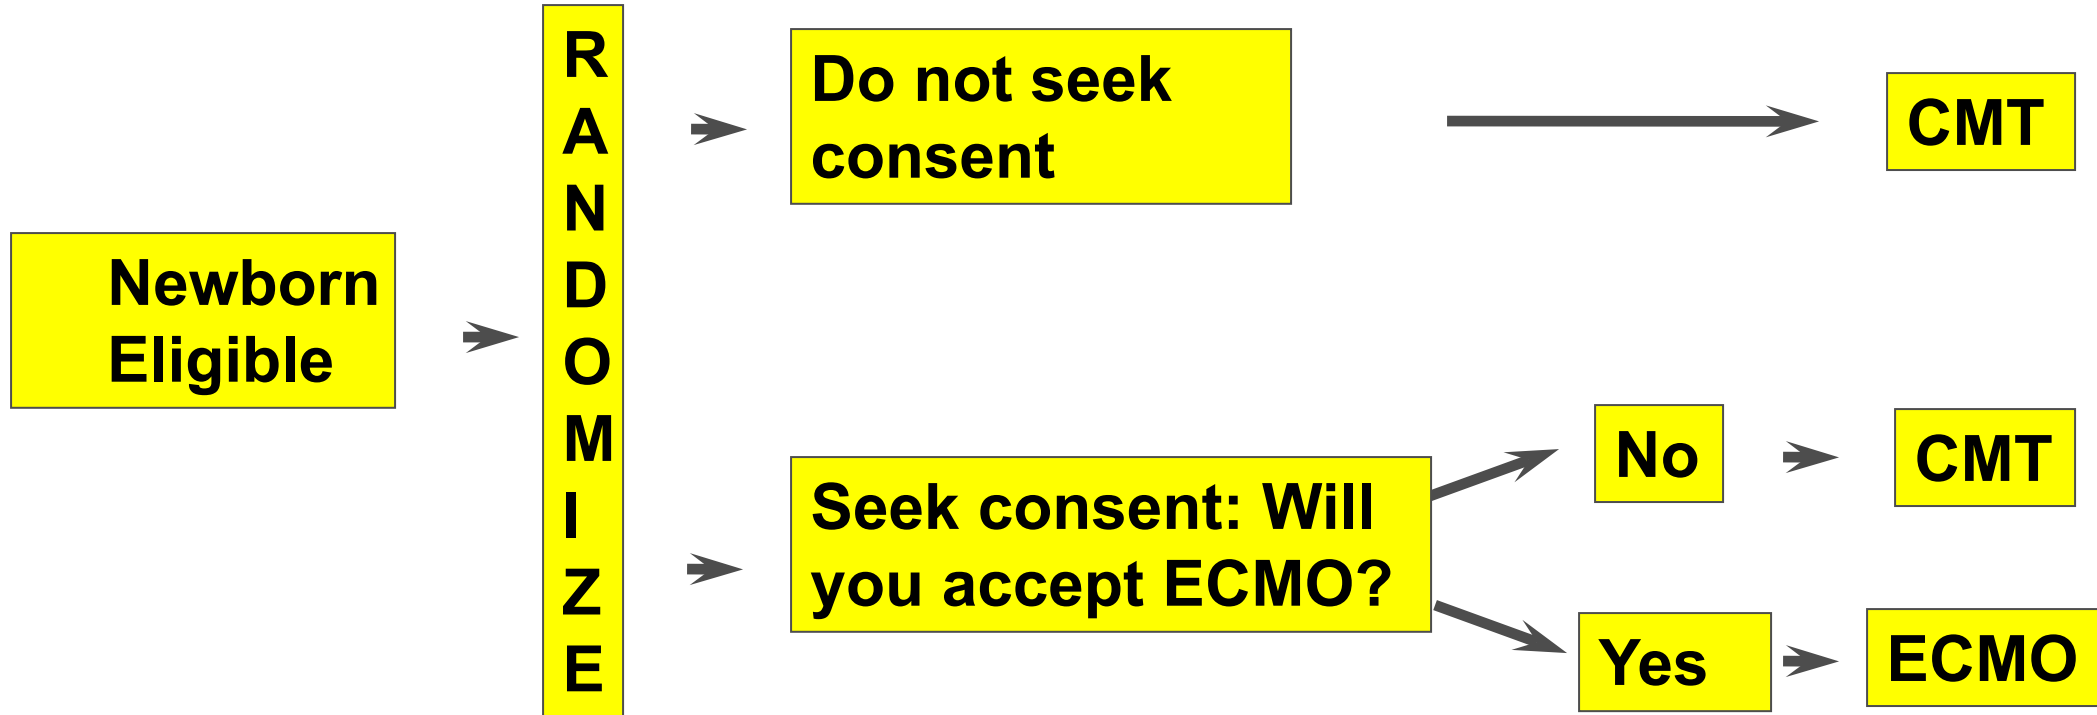 Newborn
Eligible
R
A
N
D
O
M
I
Z
E
Do not seek
consent
CMT
Seek consent: Will
you accept ECMO?
No
CMT
Yes
ECMO